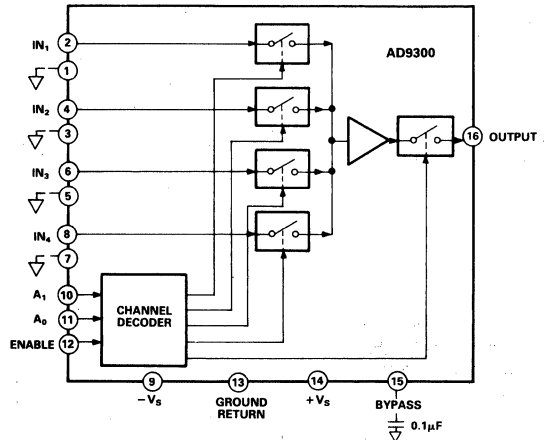 AD9300
IN₁ 2
1
IN₂ 4
3
IN₃ 6
5
IN₄ 8
7
A₁ 10
A₀ 11
ENABLE 12
CHANNEL
DECODER
16 OUTPUT
9 13 14 15
−Vₛ
GROUND
RETURN
+Vₛ
BYPASS
0.1µF